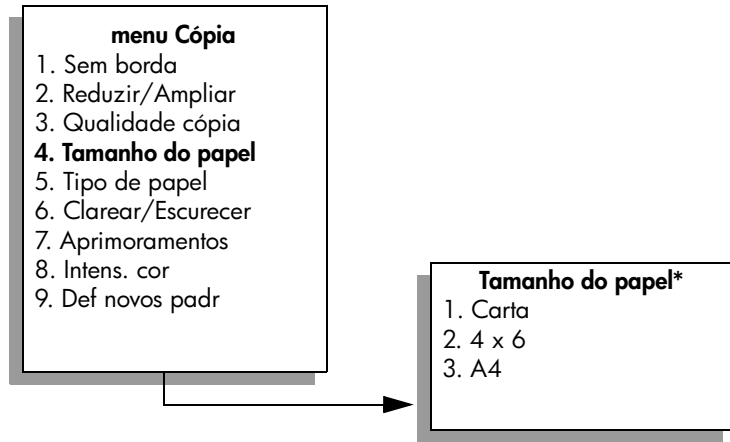 menu Cópia
1. Sem borda
2. Reduzir/Ampliar
3. Qualidade cópia
4. Tamanho do papel
5. Tipo de papel
6. Clarear/Escurecer
7. Aprimoramentos
8. Intens. cor
9. Def novos padr
Tamanho do papel*
1. Carta
2. 4 x 6
3. A4